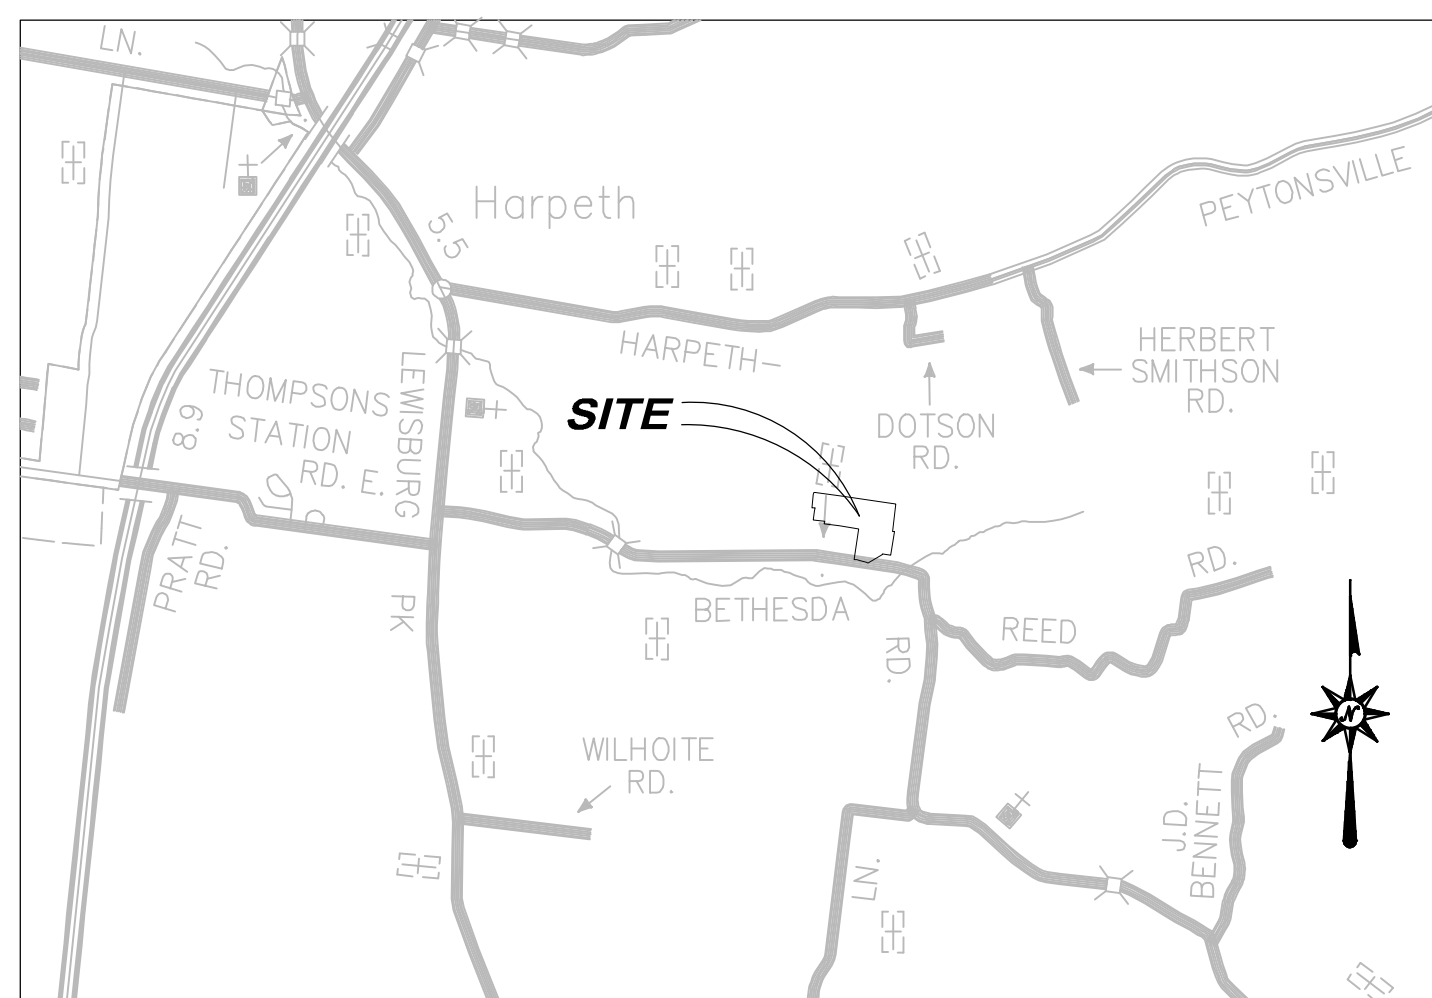 LN.
Harpeth
5.5
PEYTONSVILLE
HARPETH-
HERBERT
SMITHSON
RD.
THOMPSONS
STATION
RD. E.
8.9
LEWISBURG
SITE
DOTSON
RD.
PRATT
RD.
PK
BETHESDA
RD.
REED
RD.
WILHOITE
RD.
N
RD.
J.D.
BENNETT
LN.